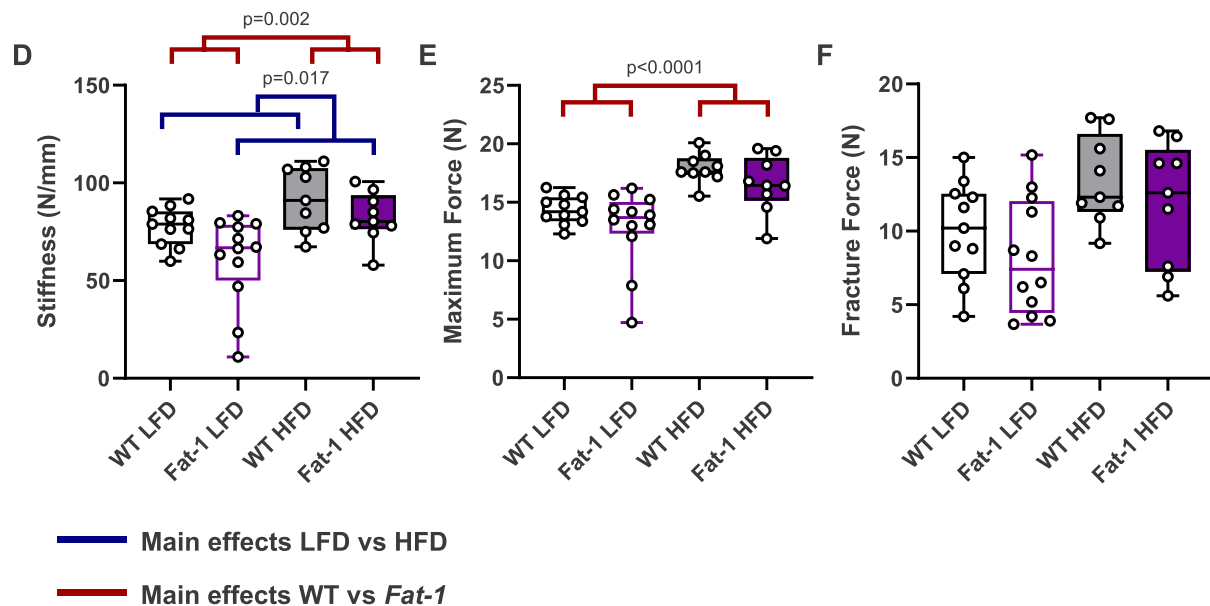 p=0.002
D
E
F
p=0.017
p<0.0001
Stiffness (N/mm)
150
100
50
0
WT LFD
Fat-1 LFD
WT HFD
Fat-1 HFD
Maximum Force (N)
25
20
15
10
5
0
WT LFD
Fat-1 LFD
WT HFD
Fat-1 HFD
Fracture Force (N)
20
15
10
5
0
WT LFD
Fat-1 LFD
WT HFD
Fat-1 HFD
Main effects LFD vs HFD
Main effects WT vs Fat-1